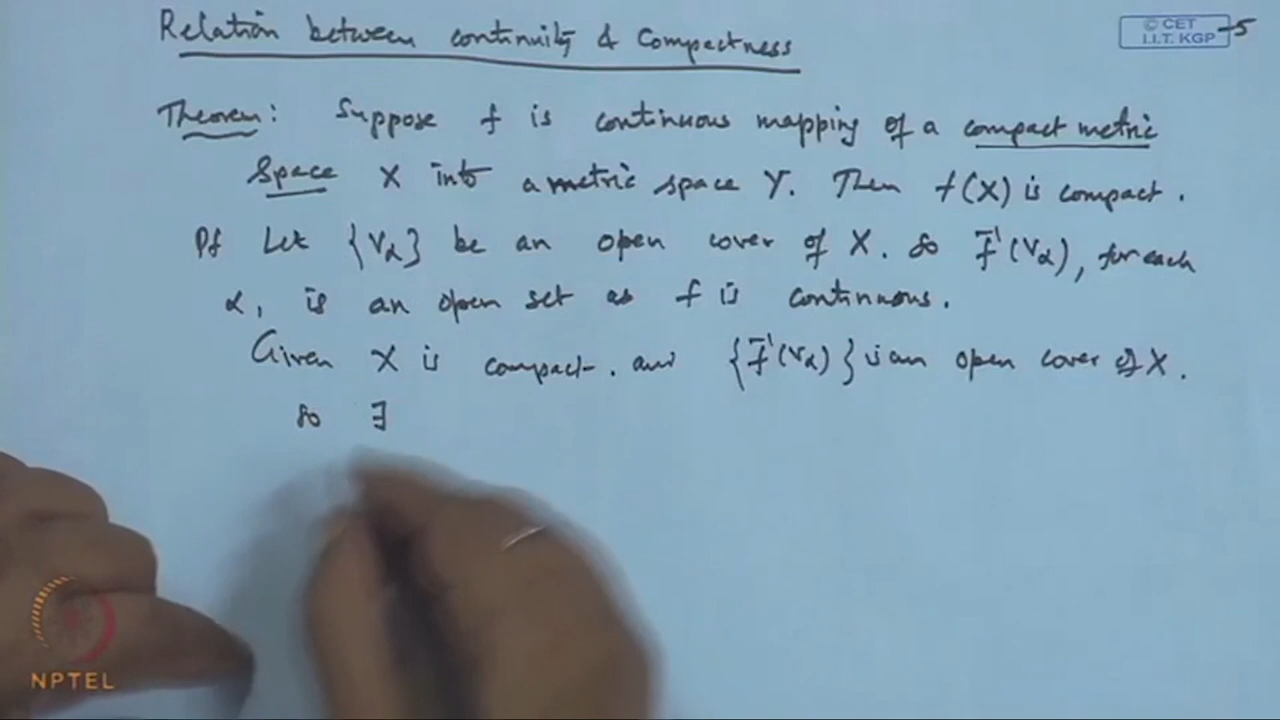 Relation between continuity & Compactness
© CET
I.I.T. KGP
-5
Theorem: Suppose f is continuous mapping of a compact metric
Space X into a metric space Y. Then f(X) is compact.
Pf Let {Vα} be an open cover of X. So f⁻¹(Vα), for each
α, is an open set as f is continuous.
Given X is compact. and {f⁻¹(Vα)} is an open cover of X.
So ∃
NPTEL